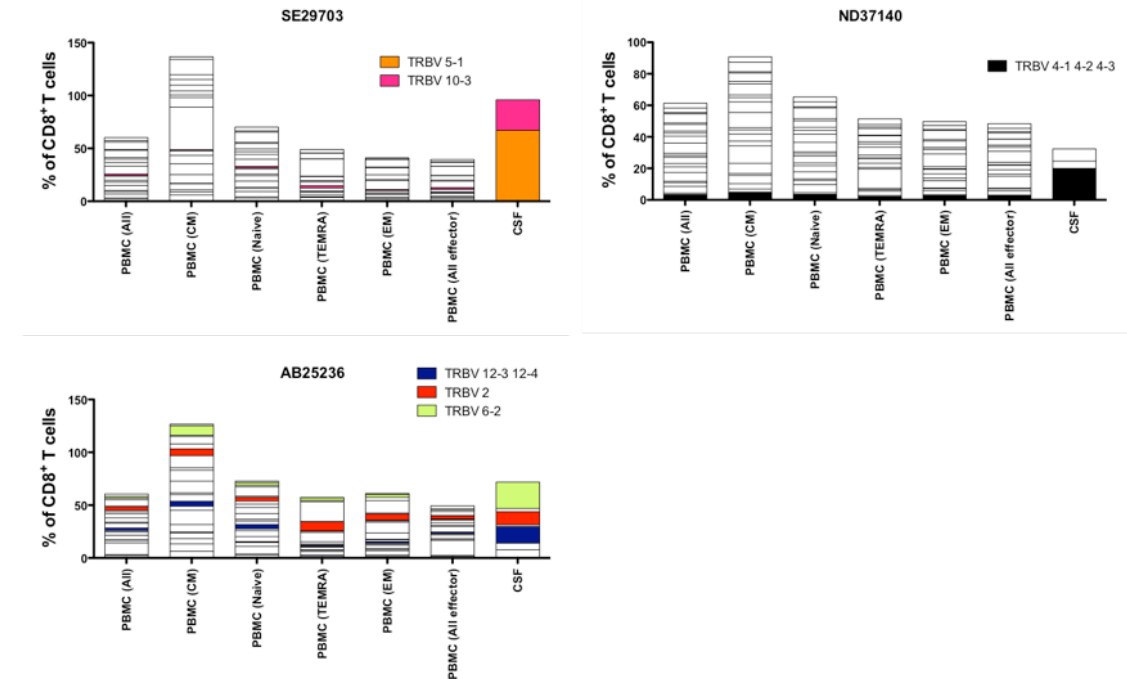 SE29703
% of CD8+ T cells
150
100
50
0
TRBV 5-1
TRBV 10-3
PBMC (All)
PBMC (CM)
PBMC (Naive)
PBMC (TEMRA)
PBMC (EM)
PBMC (All effector)
CSF
ND37140
% of CD8+ T cells
100
80
60
40
20
0
TRBV 4-1 4-2 4-3
PBMC (All)
PBMC (CM)
PBMC (Naive)
PBMC (TEMRA)
PBMC (EM)
PBMC (All effector)
CSF
AB25236
% of CD8+ T cells
150
100
50
0
TRBV 12-3 12-4
TRBV 2
TRBV 6-2
PBMC (All)
PBMC (CM)
PBMC (Naive)
PBMC (TEMRA)
PBMC (EM)
PBMC (All effector)
CSF